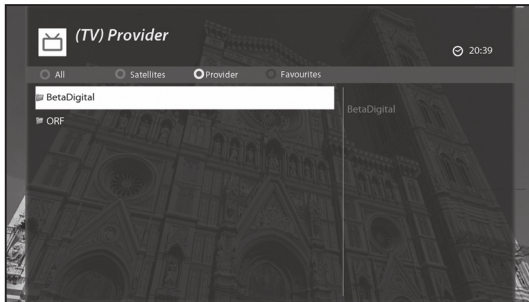 (TV) Provider
20:39
All Satellites Provider Favourites
BetaDigital
BetaDigital
ORF